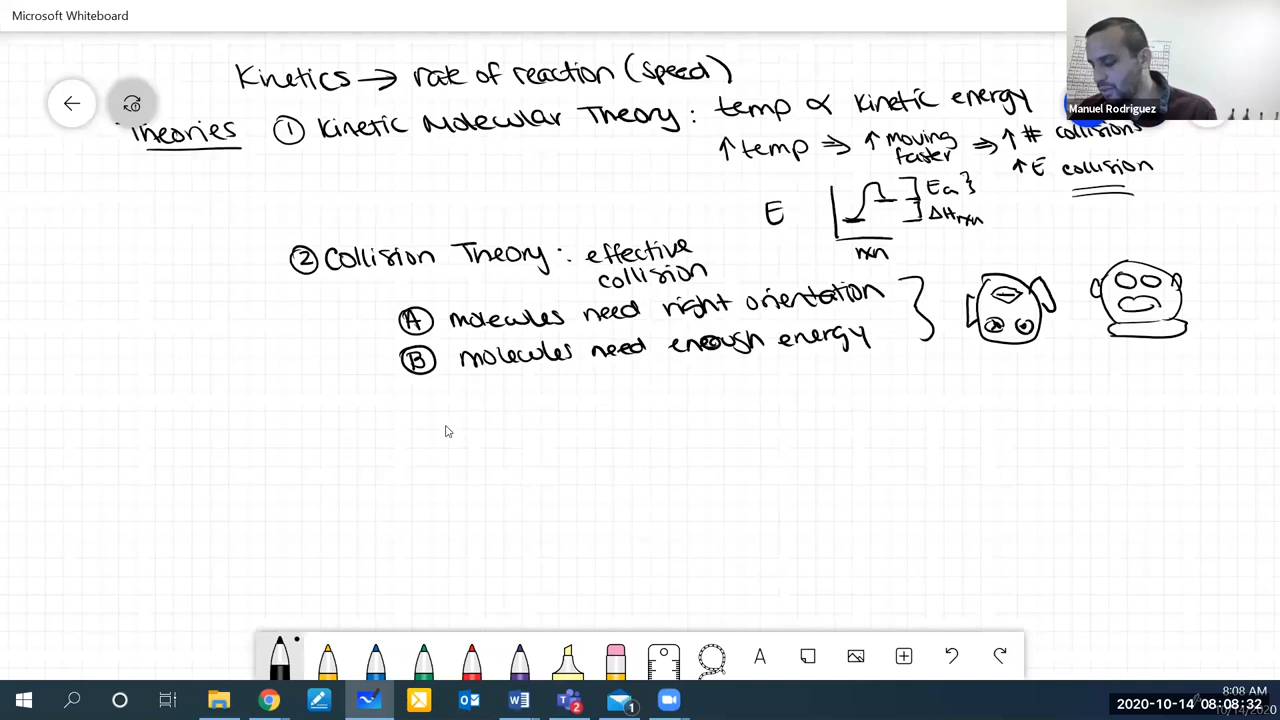 Microsoft Whiteboard
Kinetics → rate of reaction (speed)
Manuel Rodriguez
Theories ① Kinetic Molecular Theory : temp ∝ kinetic energy
↑ temp ⇒ ↑ moving faster ⇒ ↑ # collisions
↑ E collision
E
Ea
ΔHrxn
rxn
② Collision Theory : effective
collision
Ⓐ molecules need right orientation
Ⓑ molecules need enough energy
A
2
1
8:08 AM
2020-10-14 08:08:32